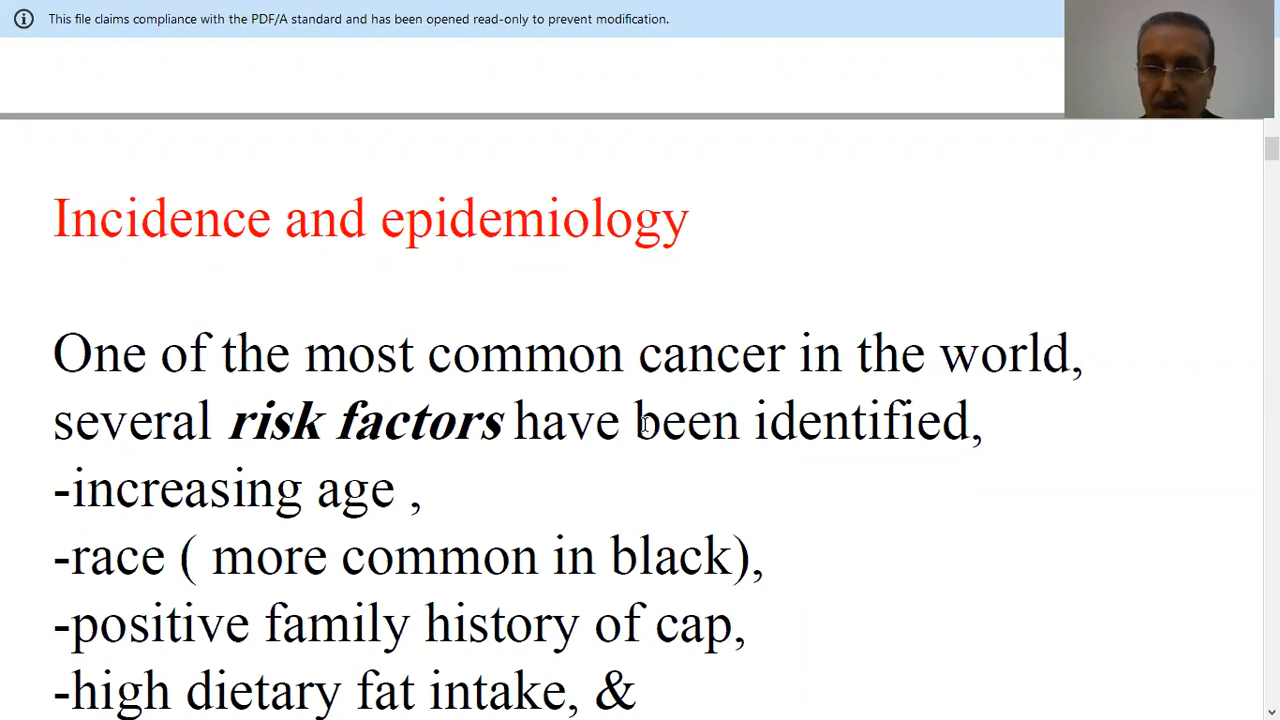 This file claims compliance with the PDF/A standard and has been opened read-only to prevent modification.
Incidence and epidemiology
One of the most common cancer in the world,
several risk factors have been identified,
-increasing age ,
-race ( more common in black),
-positive family history of cap,
-high dietary fat intake, &